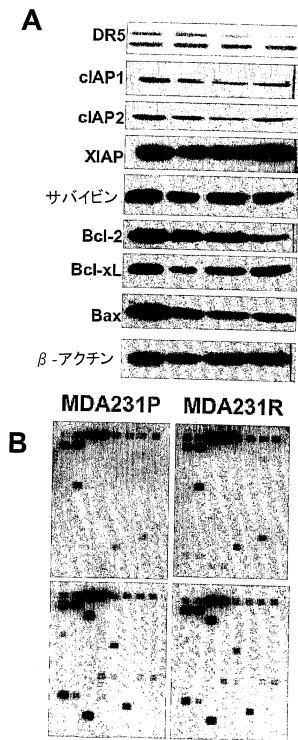 A
DR5
cIAP1
cIAP2
XIAP
サバイビン
Bcl-2
Bcl-xL
Bax
β-アクチン
B
MDA231P MDA231R